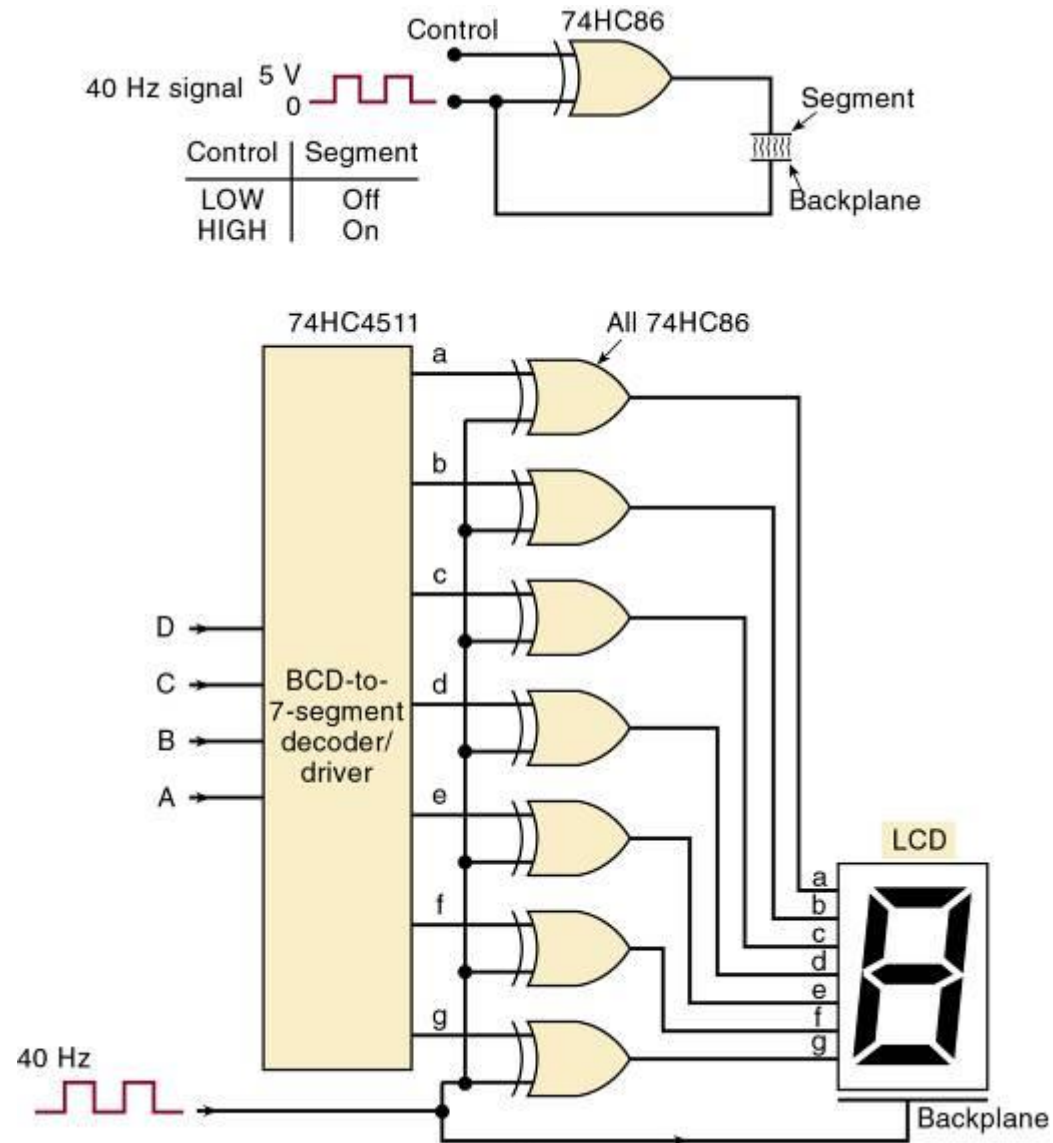 Control
74HC86
40 Hz signal
5 V
0
Segment
Backplane
Control Segment
LOW Off
HIGH On
74HC4511
All 74HC86
a
b
c
d
e
f
g
D
C
B
A
BCD-to-
7-segment
decoder/
driver
LCD
a
b
c
d
e
f
g
40 Hz
Backplane